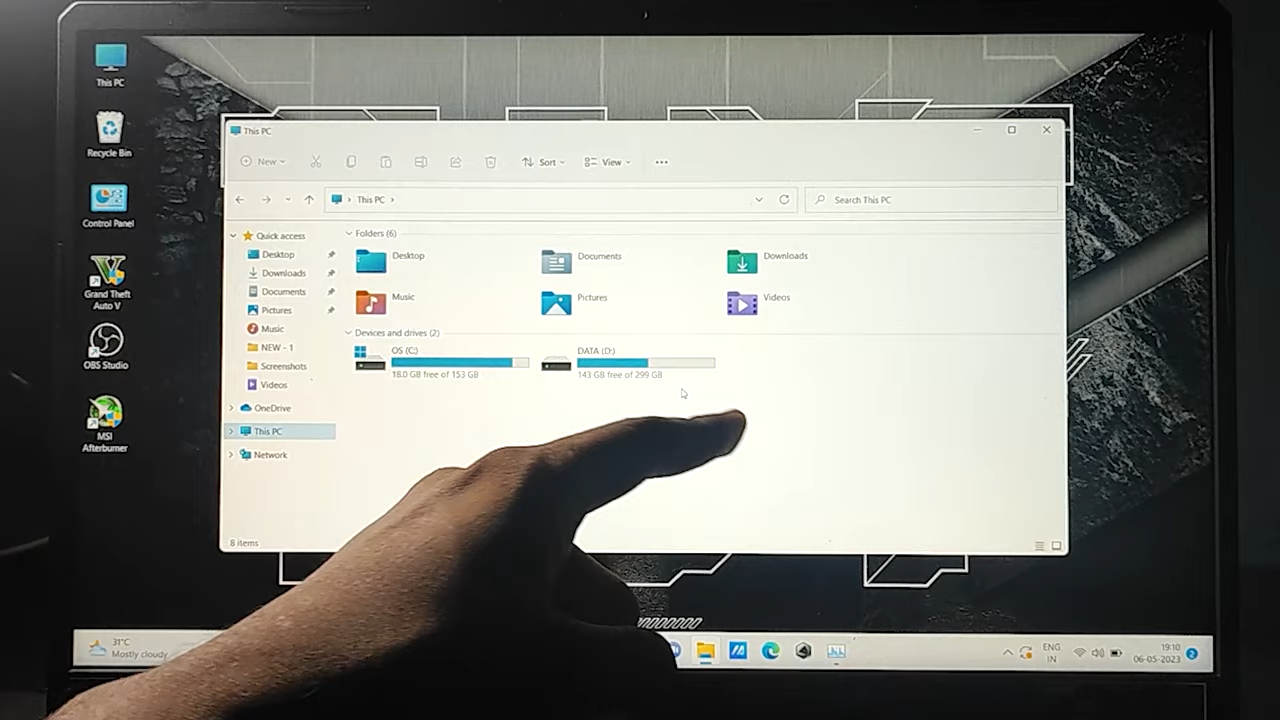 This PC
Recycle Bin
Control Panel
Grand Theft
Auto V
OBS Studio
MSI
Afterburner
This PC
New
Sort
View
This PC
Search This PC
Quick access
Desktop
Downloads
Documents
Pictures
Music
NEW - 1
Screenshots
Videos
OneDrive
This PC
Network
Folders (6)
Desktop
Documents
Downloads
Music
Pictures
Videos
Devices and drives (2)
OS (C:)
18.0 GB free of 153 GB
DATA (D:)
143 GB free of 299 GB
8 items
31°C
Mostly cloudy
ENG
IN
19:10
06-05-2023
2